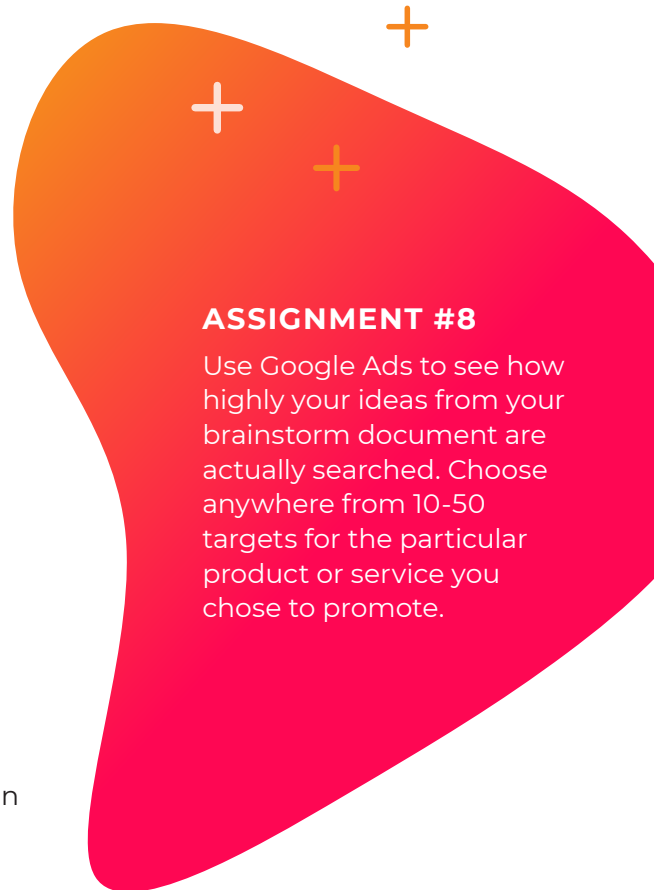 ASSIGNMENT #8
Use Google Ads to see how
highly your ideas from your
brainstorm document are
actually searched. Choose
anywhere from 10-50
targets for the particular
product or service you
chose to promote.
n